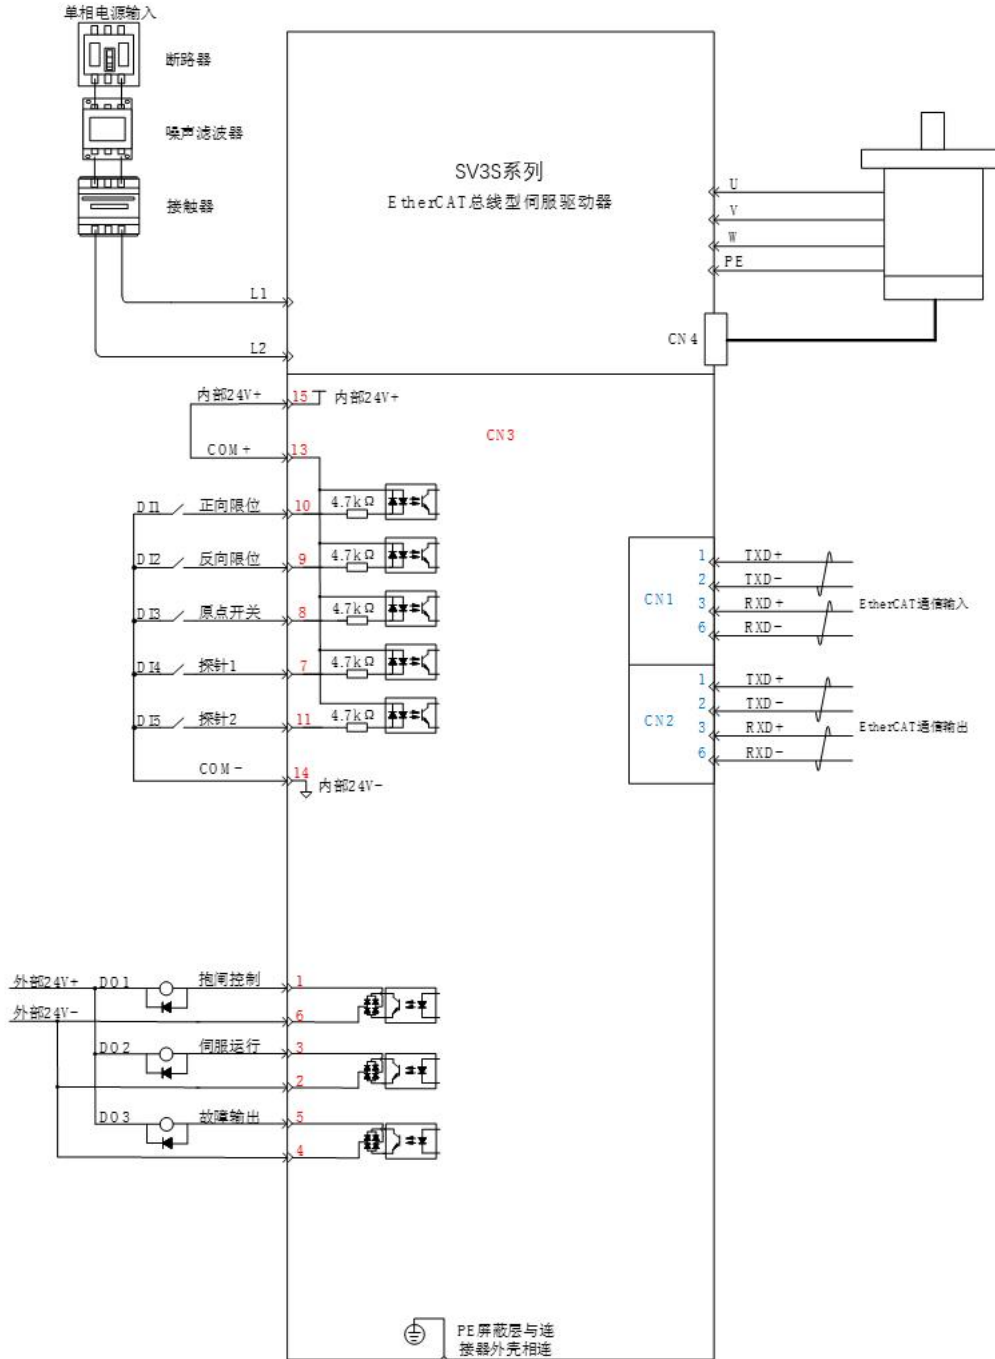 单相电源输入
断路器
噪声滤波器
接触器
SV3S系列
EtherCAT总线型伺服驱动器
U
V
W
PE
L1
L2
CN4
内部24V+ 15 内部24V+
CN3
COM+ 13
DI1 正向限位 10 4.7kΩ
DI2 反向限位 9 4.7kΩ
DI3 原点开关 8 4.7kΩ
DI4 探针1 7 4.7kΩ
DI5 探针2 11 4.7kΩ
COM- 14 内部24V-
CN1
1 TXD+
2 TXD-
3 RXD+
6 RXD-
EtherCAT通信输入
CN2
1 TXD+
2 TXD-
3 RXD+
6 RXD-
EtherCAT通信输出
外部24V+ DO1 抱闸控制 1
外部24V- 6
DO2 伺服运行 3
2
DO3 故障输出 5
4
PE屏蔽层与连
接器外壳相连